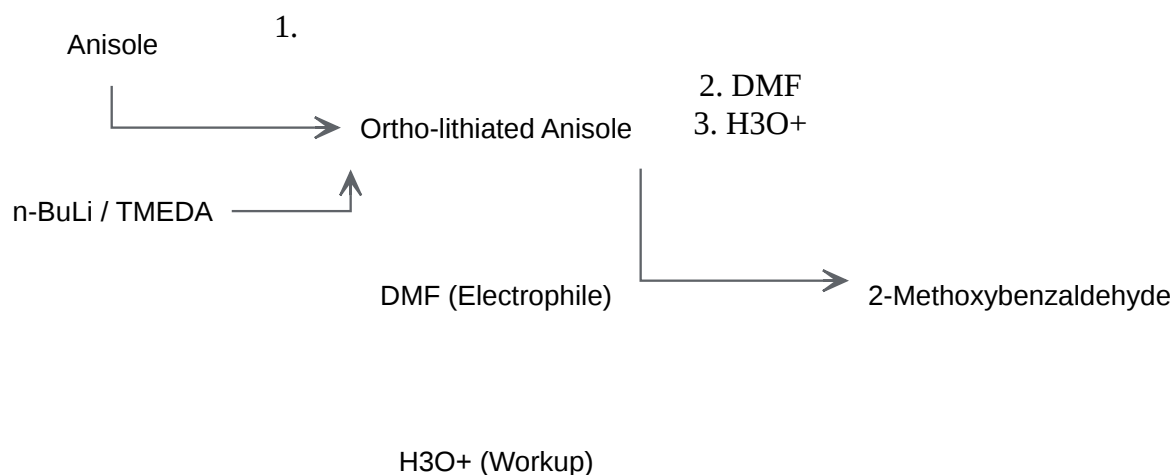 Anisole
1.
2. DMF
3. H3O+
Ortho-lithiated Anisole
n-BuLi / TMEDA
DMF (Electrophile)
2-Methoxybenzaldehyde
H3O+ (Workup)